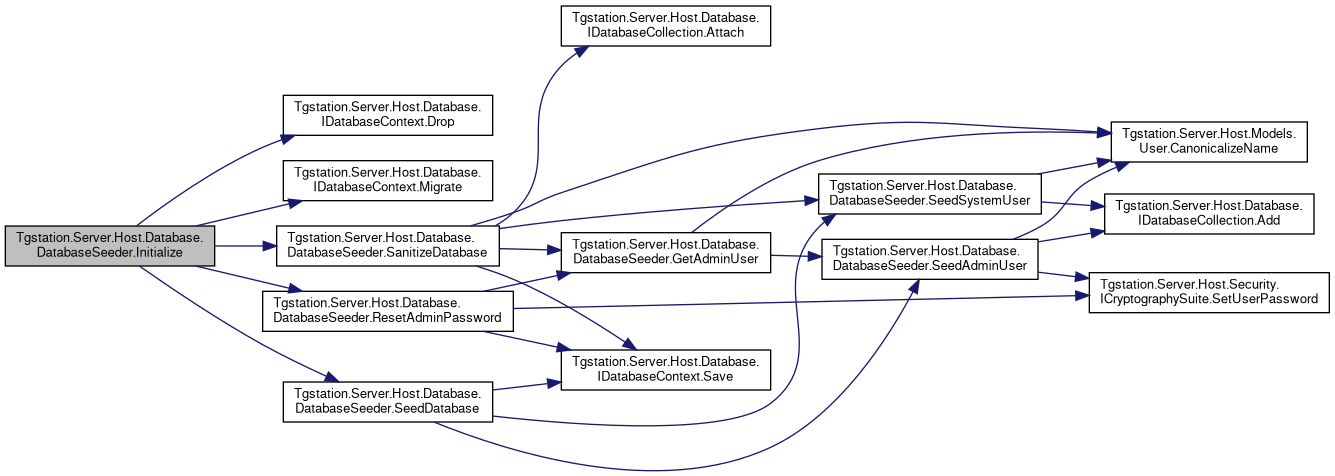 Tgstation.Server.Host.Database.
IDatabaseCollection.Attach
Tgstation.Server.Host.Database.
IDatabaseContext.Drop
Tgstation.Server.Host.Models.
User.CanonicalizeName
Tgstation.Server.Host.Database.
IDatabaseContext.Migrate
Tgstation.Server.Host.Database.
DatabaseSeeder.SeedSystemUser
Tgstation.Server.Host.Database.
IDatabaseCollection.Add
Tgstation.Server.Host.Database.
DatabaseSeeder.Initialize
Tgstation.Server.Host.Database.
DatabaseSeeder.SanitizeDatabase
Tgstation.Server.Host.Database.
DatabaseSeeder.GetAdminUser
Tgstation.Server.Host.Database.
DatabaseSeeder.SeedAdminUser
Tgstation.Server.Host.Security.
ICryptographySuite.SetUserPassword
Tgstation.Server.Host.Database.
DatabaseSeeder.ResetAdminPassword
Tgstation.Server.Host.Database.
IDatabaseContext.Save
Tgstation.Server.Host.Database.
DatabaseSeeder.SeedDatabase